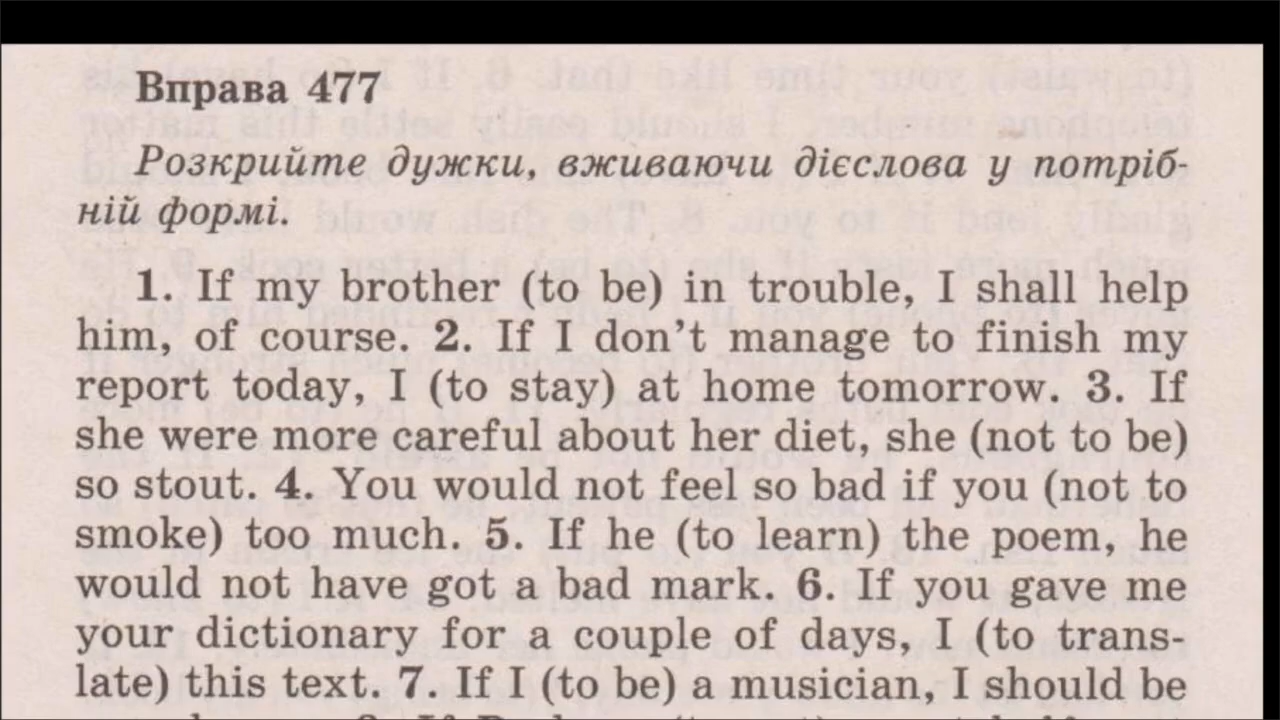 Вправа 477
Розкрийте дужки, вживаючи дієслова у потріб-
ній формі.
1. If my brother (to be) in trouble, I shall help
him, of course. 2. If I don't manage to finish my
report today, I (to stay) at home tomorrow. 3. If
she were more careful about her diet, she (not to be)
so stout. 4. You would not feel so bad if you (not to
smoke) too much. 5. If he (to learn) the poem, he
would not have got a bad mark. 6. If you gave me
your dictionary for a couple of days, I (to trans-
late) this text. 7. If I (to be) a musician, I should be